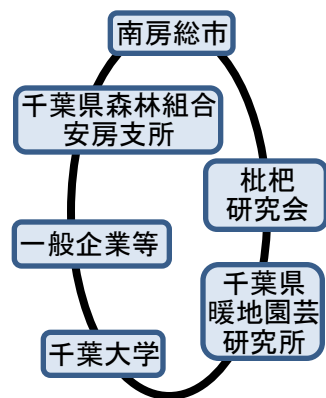 南房総市
千葉県森林組合
安房支所
枇杷
研究会
一般企業等
千葉県
暖地園芸
研究所
千葉大学